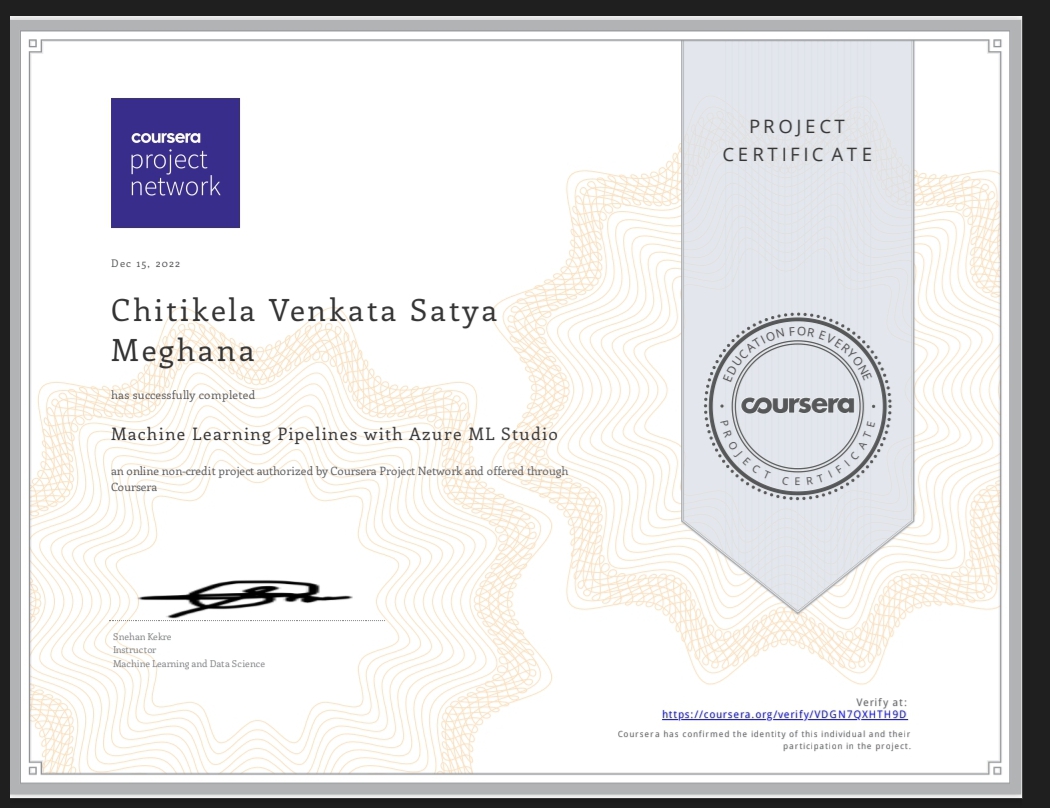 coursera
project
network
PROJECT
CERTIFICATE
Dec 15, 2022
Chitikela Venkata Satya
Meghana
has successfully completed
Machine Learning Pipelines with Azure ML Studio
an online non-credit project authorized by Coursera Project Network and offered through
Coursera
EDUCATION FOR EVERYONE
coursera
PROJECT CERTIFICATE
Snehan Kekre
Instructor
Machine Learning and Data Science
Verify at:
https://coursera.org/verify/VDGN7QXHTH9D
Coursera has confirmed the identity of this individual and their
participation in the project.